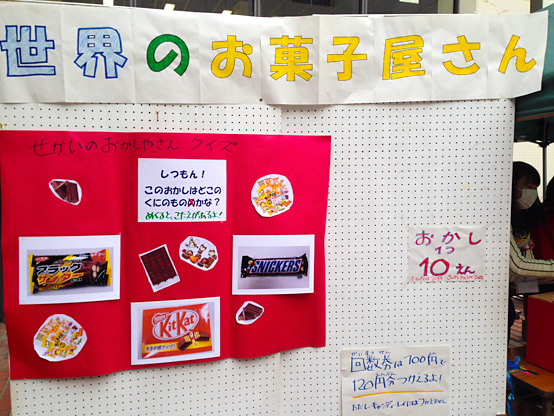 世界のお菓子屋さん
せかいのおかしやさん クイズ
しつもん！
このおかしはどこの
くにのものかな？
めくると、こたえがあるよ！
ブラック
サンダー
SNICKERS
KitKat
おかし
1つ
10えん
回数券は100円で
120円分つかえるよ！